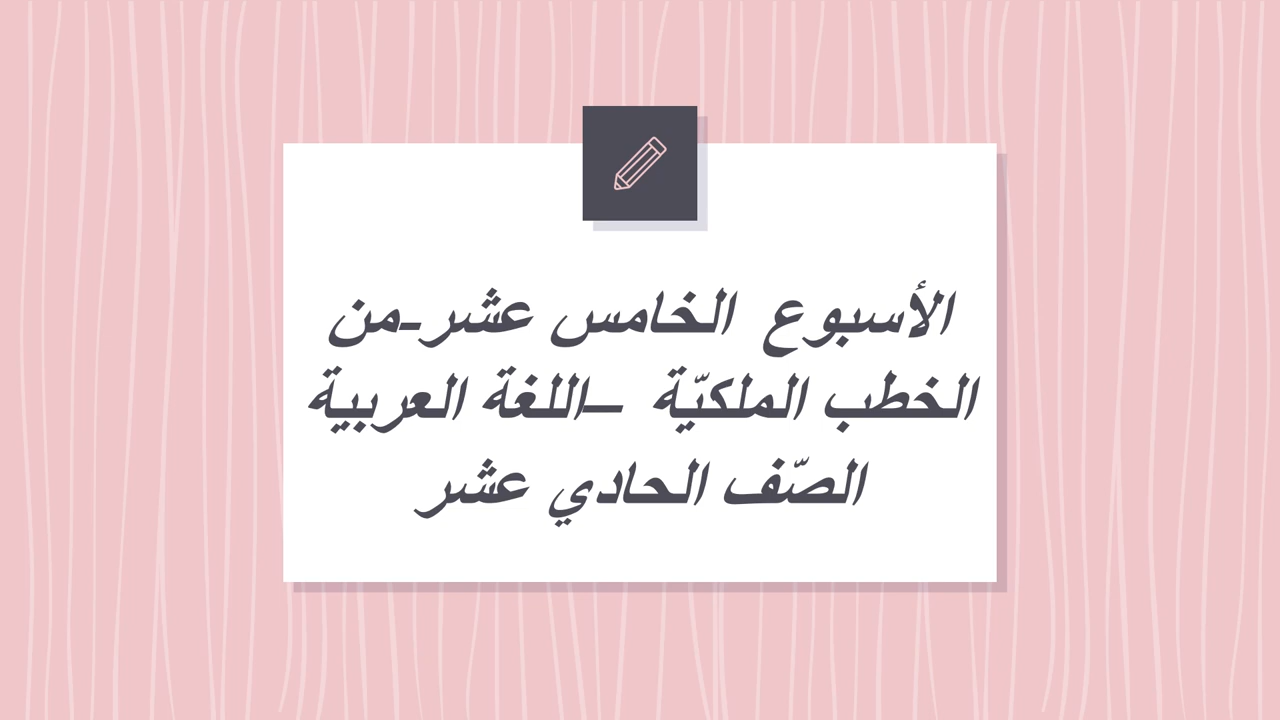 الأسبوع الخامس عشر-من
الخطب الملكيّة –اللغة العربية
الصّف الحادي عشر